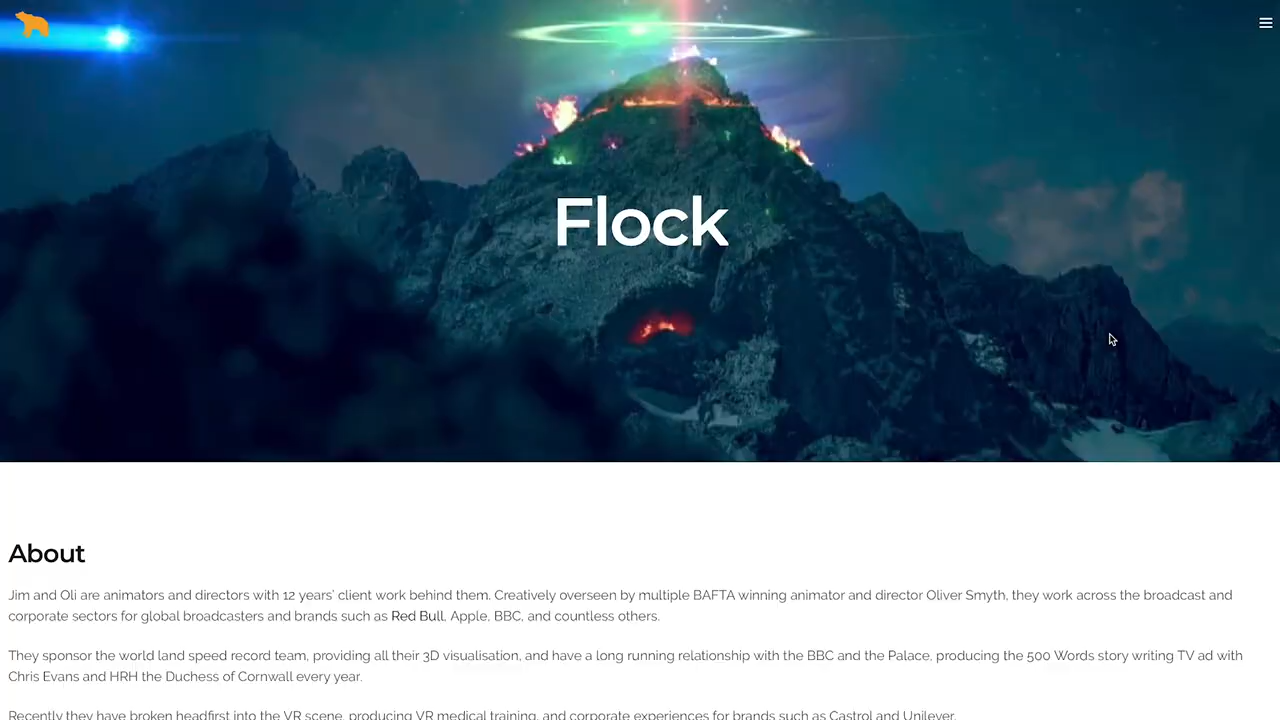 Flock
About
Jim and Oli are animators and directors with 12 years' client work behind them. Creatively overseen by multiple BAFTA winning animator and director Oliver Smyth, they work across the broadcast and
corporate sectors for global broadcasters and brands such as Red Bull, Apple, BBC, and countless others.
They sponsor the world land speed record team, providing all their 3D visualisation, and have a long running relationship with the BBC and the Palace, producing the 500 Words story writing TV ad with
Chris Evans and HRH the Duchess of Cornwall every year.
Recently they have broken headfirst into the VR scene, producing VR medical training, and corporate experiences for brands such as Castrol and Unilever.